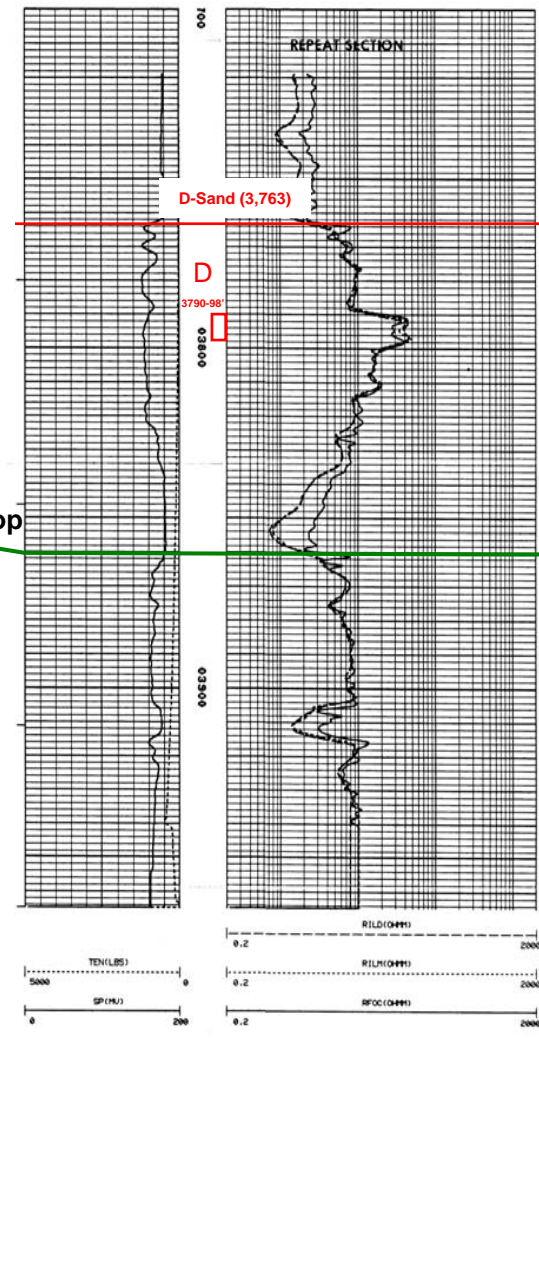 700
REPEAT SECTION
D-Sand (3,763)
D
3790-98'
03800
op
03900
RILD(OHMM)
0.2 2000
TEN(LBS) RILM(OHMM)
5000 0 0.2 2000
SP(MV) RFOC(OHMM)
0 200 0.2 2000